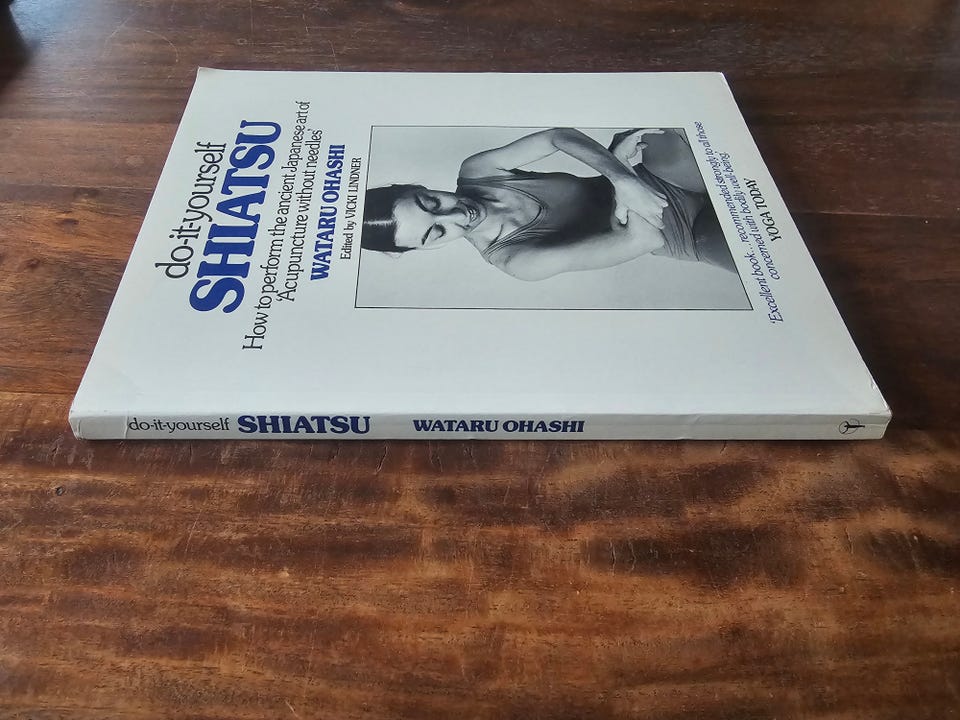 do-it-yourself
SHIATSU
How to perform the ancient Japanese art of
'Acupuncture without needles'
WATARU OHASHI
Edited by VICKI LINDNER
'Excellent book... recommended strongly to all those
concerned with bodily well-being.'
YOGA TODAY
do-it-yourself SHIATSU WATARU OHASHI